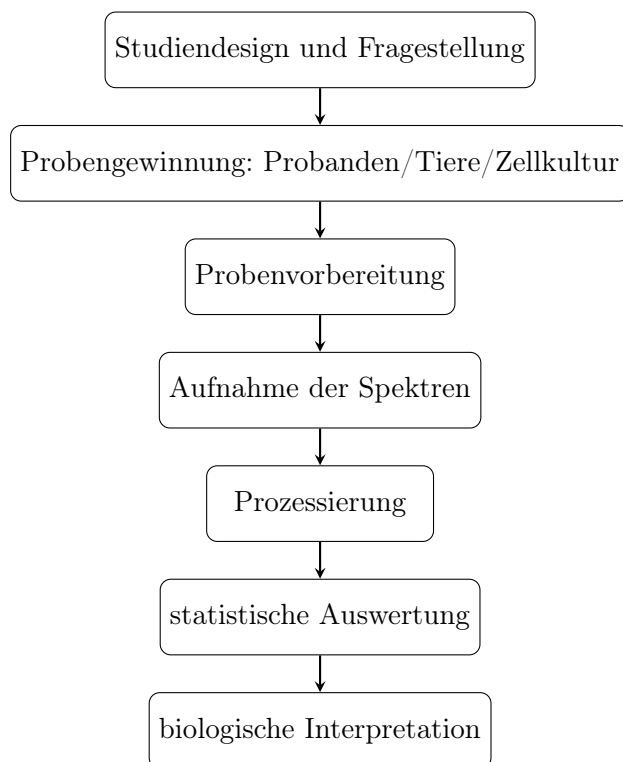 Studiendesign und Fragestellung
Probengewinnung: Probanden/Tiere/Zellkultur
Probenvorbereitung
Aufnahme der Spektren
Prozessierung
statistische Auswertung
biologische Interpretation